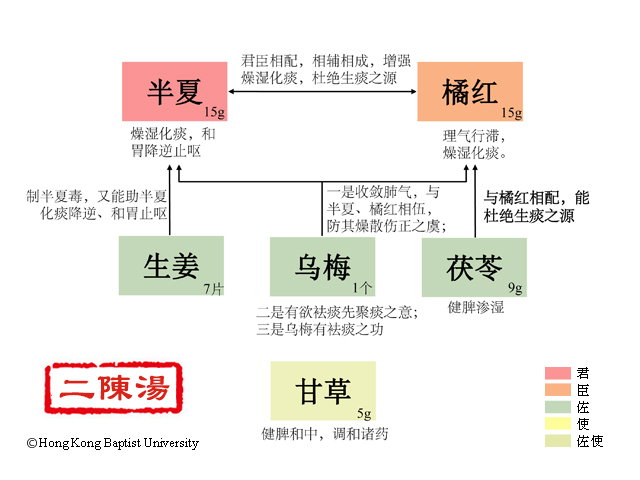 君臣相配，相辅相成，增强
燥湿化痰，杜绝生痰之源
半夏
15g
橘红
15g
燥湿化痰，和
胃降逆止呕
理气行滞，
燥湿化痰。
制半夏毒，又能助半夏
化痰降逆、和胃止呕
一是收敛肺气，与
半夏、橘红相伍，
防其燥散伤正之虞；
与橘红相配，能
杜绝生痰之源
生姜
7片
乌梅
1个
茯苓
9g
二是有欲祛痰先聚痰之意；
三是乌梅有祛痰之功
健脾渗湿
甘草
5g
健脾和中，调和诸药
二陳湯
©Hong Kong Baptist University
君
臣
佐
使
佐使